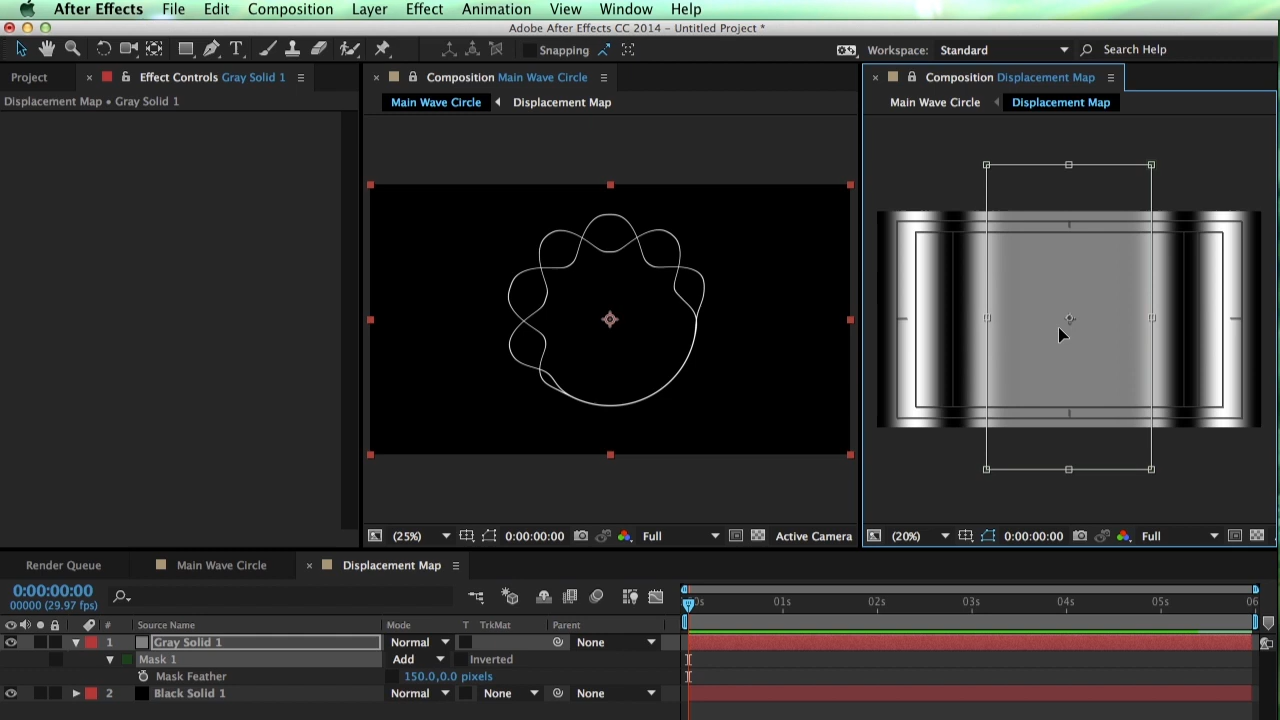 After Effects File Edit Composition Layer Effect Animation View Window Help
Adobe After Effects CC 2014 - Untitled Project *
T Snapping Workspace: Standard Search Help
Project × Effect Controls Gray Solid 1 × Composition Main Wave Circle × Composition Displacement Map
Displacement Map • Gray Solid 1 Main Wave Circle Displacement Map Main Wave Circle Displacement Map
(25%) 0:00:00:00 Full Active Camera (20%) 0:00:00:00 Full
Render Queue Main Wave Circle × Displacement Map
0:00:00:00
00000 (29.97 fps) 01s 02s 03s 04s 05s 06
# Source Name Mode T TrkMat Parent
1 Gray Solid 1 Normal None
Mask 1 Add Inverted
Mask Feather 150.0,0.0 pixels
2 Black Solid 1 Normal None None